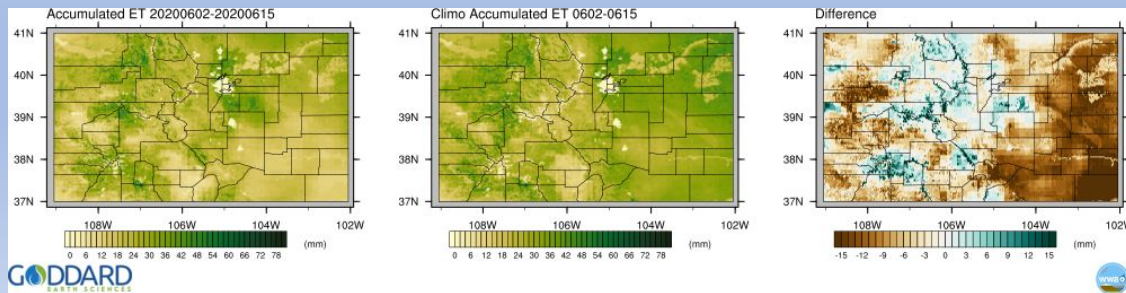 Accumulated ET 20200602-20200615
41N
40N
39N
38N
37N
108W 106W 104W 102W
(mm)
0 6 12 18 24 30 36 42 48 54 60 66 72 78
Climo Accumulated ET 0602-0615
41N
40N
39N
38N
37N
108W 106W 104W 102W
(mm)
0 6 12 18 24 30 36 42 48 54 60 66 72 78
Difference
41N
40N
39N
38N
37N
108W 106W 104W 102W
(mm)
-15 -12 -9 -6 -3 0 3 6 9 12 15
GODDARD
EARTH SCIENCES
wwao